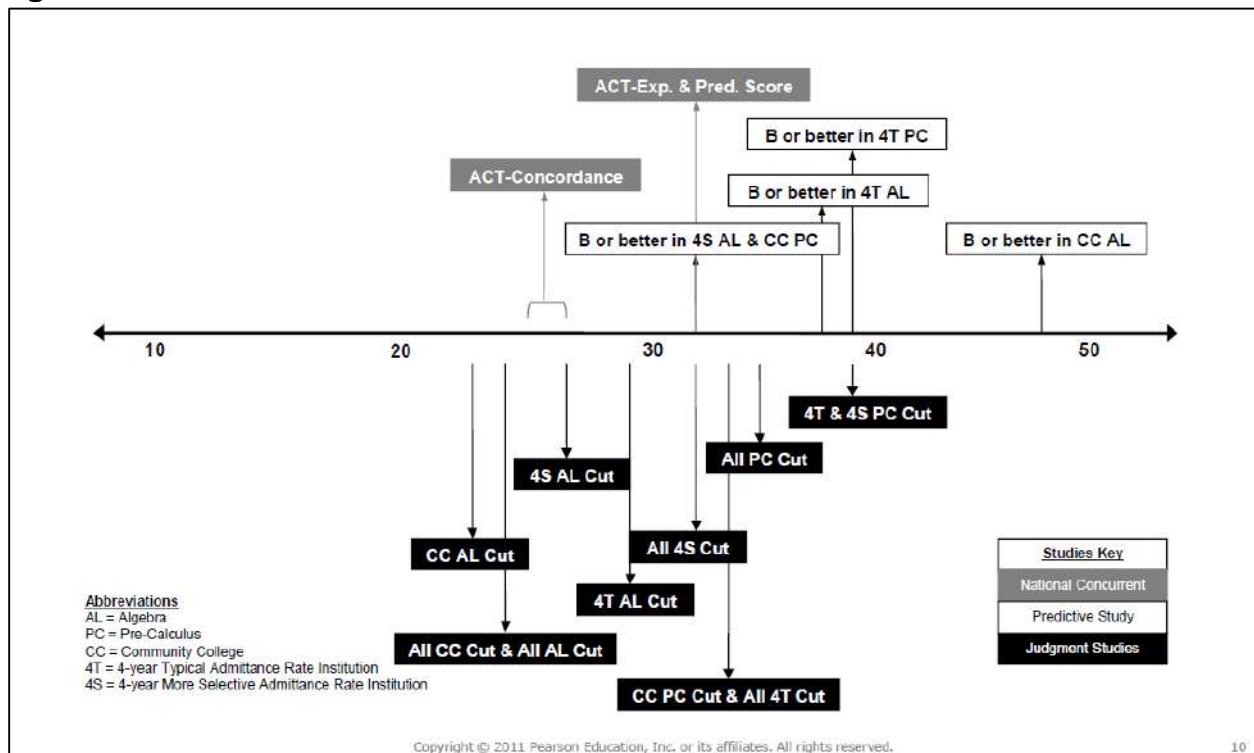 ACT-Exp. & Pred. Score
B or better in 4T PC
ACT-Concordance
B or better in 4T AL
B or better in 4S AL & CC PC
B or better in CC AL
10
20
30
40
50
4T & 4S PC Cut
All PC Cut
4S AL Cut
All 4S Cut
CC AL Cut
4T AL Cut
All CC Cut & All AL Cut
CC PC Cut & All 4T Cut
Studies Key
National Concurrent
Predictive Study
Judgment Studies
Abbreviations
AL = Algebra
PC = Pre-Calculus
CC = Community College
4T = 4-year Typical Admittance Rate Institution
4S = 4-year More Selective Admittance Rate Institution
Copyright © 2011 Pearson Education, Inc. or its affiliates. All rights reserved.
10